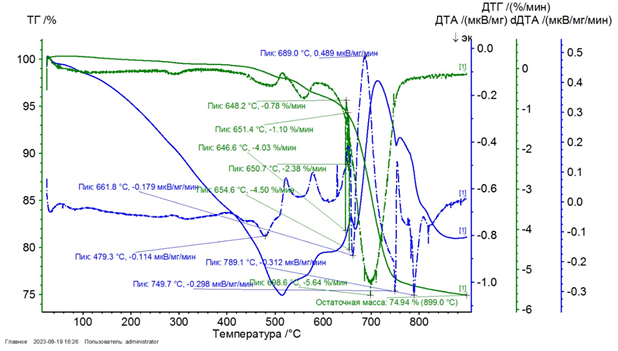 ДТГ /(%/мин)
ТГ /% ДТА /(мкВ/мг) dДТА /(мкВ/мг/мин)
↓ эк
Пик: 689.0 °C, 0.489 мкВ/мг/мин
[1]
100
95
90
85
80
75
0.0
-0.2
-0.4
-0.6
-0.8
-1.0
0
-1
-2
-3
-4
-5
-6
0.5
0.4
0.3
0.2
0.1
0.0
-0.1
-0.2
-0.3
Пик: 648.2 °C, -0.78 %/мин
Пик: 651.4 °C, -1.10 %/мин
Пик: 646.6 °C, -4.03 %/мин
Пик: 650.7 °C, -2.38 %/мин
Пик: 661.8 °C, -0.179 мкВ/мг/мин
Пик: 654.6 °C, -4.50 %/мин
[1]
[1]
Пик: 479.3 °C, -0.114 мкВ/мг/мин
Пик: 789.1 °C, -0.312 мкВ/мг/мин
Пик: 749.7 °C, -0.298 мкВ/мг/мин
698.6 °C, -5.64 %/мин
[1]
Остаточная масса: 74.94 % (899.0 °C)
100 200 300 400 500 600 700 800
Температура /°C
Главное 2023-09-19 16:26 Пользователь: administrator